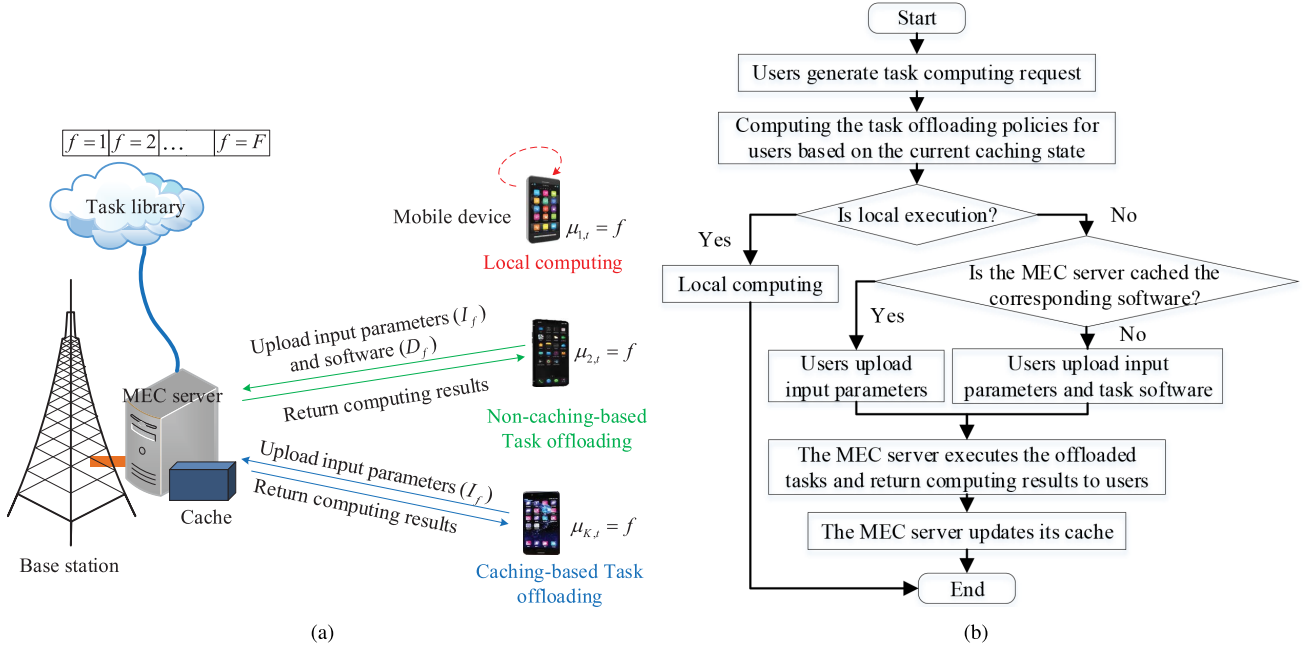 f = 1 f = 2 ... f = F
Task library
Mobile device
μ1,t = f
Local computing
Upload input parameters (If)
and software (Df)
Return computing results
μ2,t = f
MEC server
Non-caching-based
Task offloading
Upload input parameters (If)
Return computing results
Cache
μK,t = f
Base station
Caching-based Task
offloading
(a)
Start
Users generate task computing request
Computing the task offloading policies for
users based on the current caching state
Is local execution?
Yes
No
Local computing
Is the MEC server cached the
corresponding software?
Yes
No
Users upload
input parameters
Users upload input
parameters and task software
The MEC server executes the offloaded
tasks and return computing results to users
The MEC server updates its cache
End
(b)